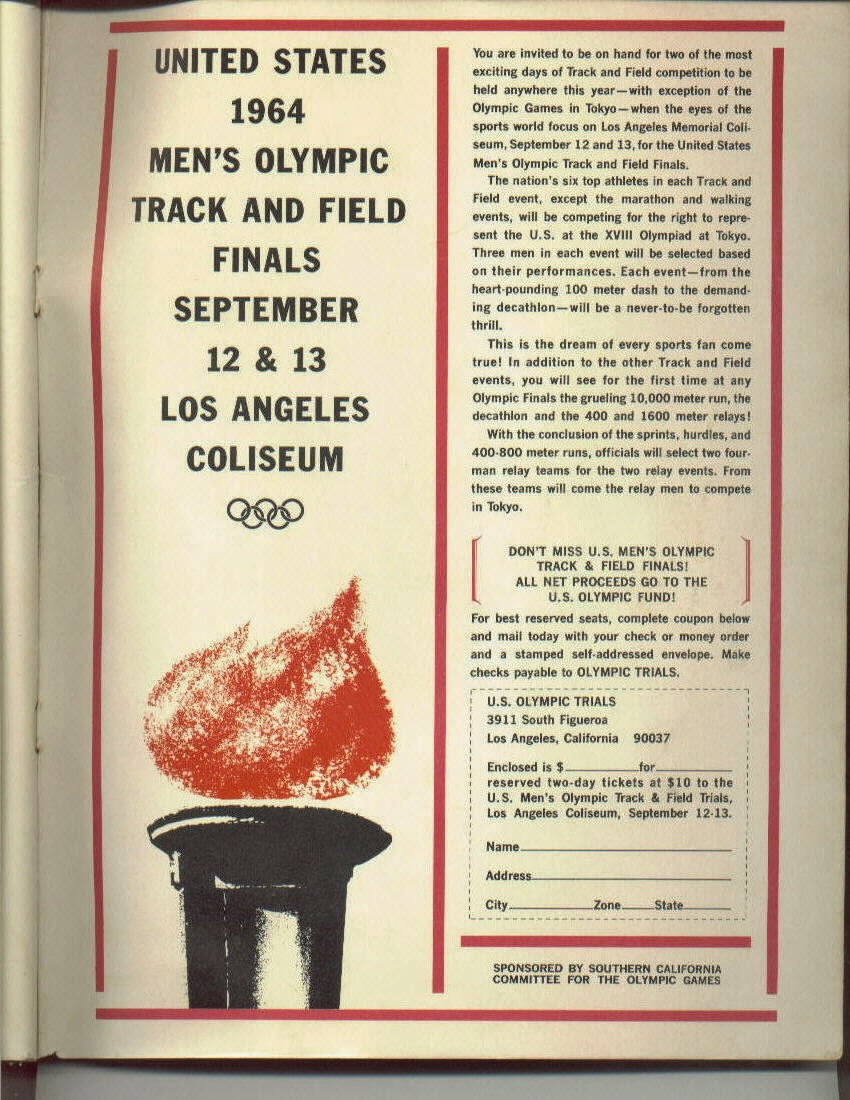 UNITED STATES
1964
MEN'S OLYMPIC
TRACK AND FIELD
FINALS
SEPTEMBER
12 & 13
LOS ANGELES
COLISEUM
You are invited to be on hand for two of the most
exciting days of Track and Field competition to be
held anywhere this year—with exception of the
Olympic Games in Tokyo—when the eyes of the
sports world focus on Los Angeles Memorial Coli-
seum, September 12 and 13, for the United States
Men's Olympic Track and Field Finals.
The nation's six top athletes in each Track and
Field event, except the marathon and walking
events, will be competing for the right to repre-
sent the U.S. at the XVIII Olympiad at Tokyo.
Three men in each event will be selected based
on their performances. Each event—from the
heart-pounding 100 meter dash to the demand-
ing decathlon—will be a never-to-be forgotten
thrill.
This is the dream of every sports fan come
true! In addition to the other Track and Field
events, you will see for the first time at any
Olympic Finals the grueling 10,000 meter run, the
decathlon and the 400 and 1600 meter relays!
With the conclusion of the sprints, hurdles, and
400-800 meter runs, officials will select two four-
man relay teams for the two relay events. From
these teams will come the relay men to compete
in Tokyo.
DON'T MISS U.S. MEN'S OLYMPIC
TRACK & FIELD FINALS!
ALL NET PROCEEDS GO TO THE
U.S. OLYMPIC FUND!
For best reserved seats, complete coupon below
and mail today with your check or money order
and a stamped self-addressed envelope. Make
checks payable to OLYMPIC TRIALS.
U.S. OLYMPIC TRIALS
3911 South Figueroa
Los Angeles, California 90037
Enclosed is $____for____
reserved two-day tickets at $10 to the
U.S. Men's Olympic Track & Field Trials,
Los Angeles Coliseum, September 12-13.
Name____
Address____
City____Zone____State____
SPONSORED BY SOUTHERN CALIFORNIA
COMMITTEE FOR THE OLYMPIC GAMES